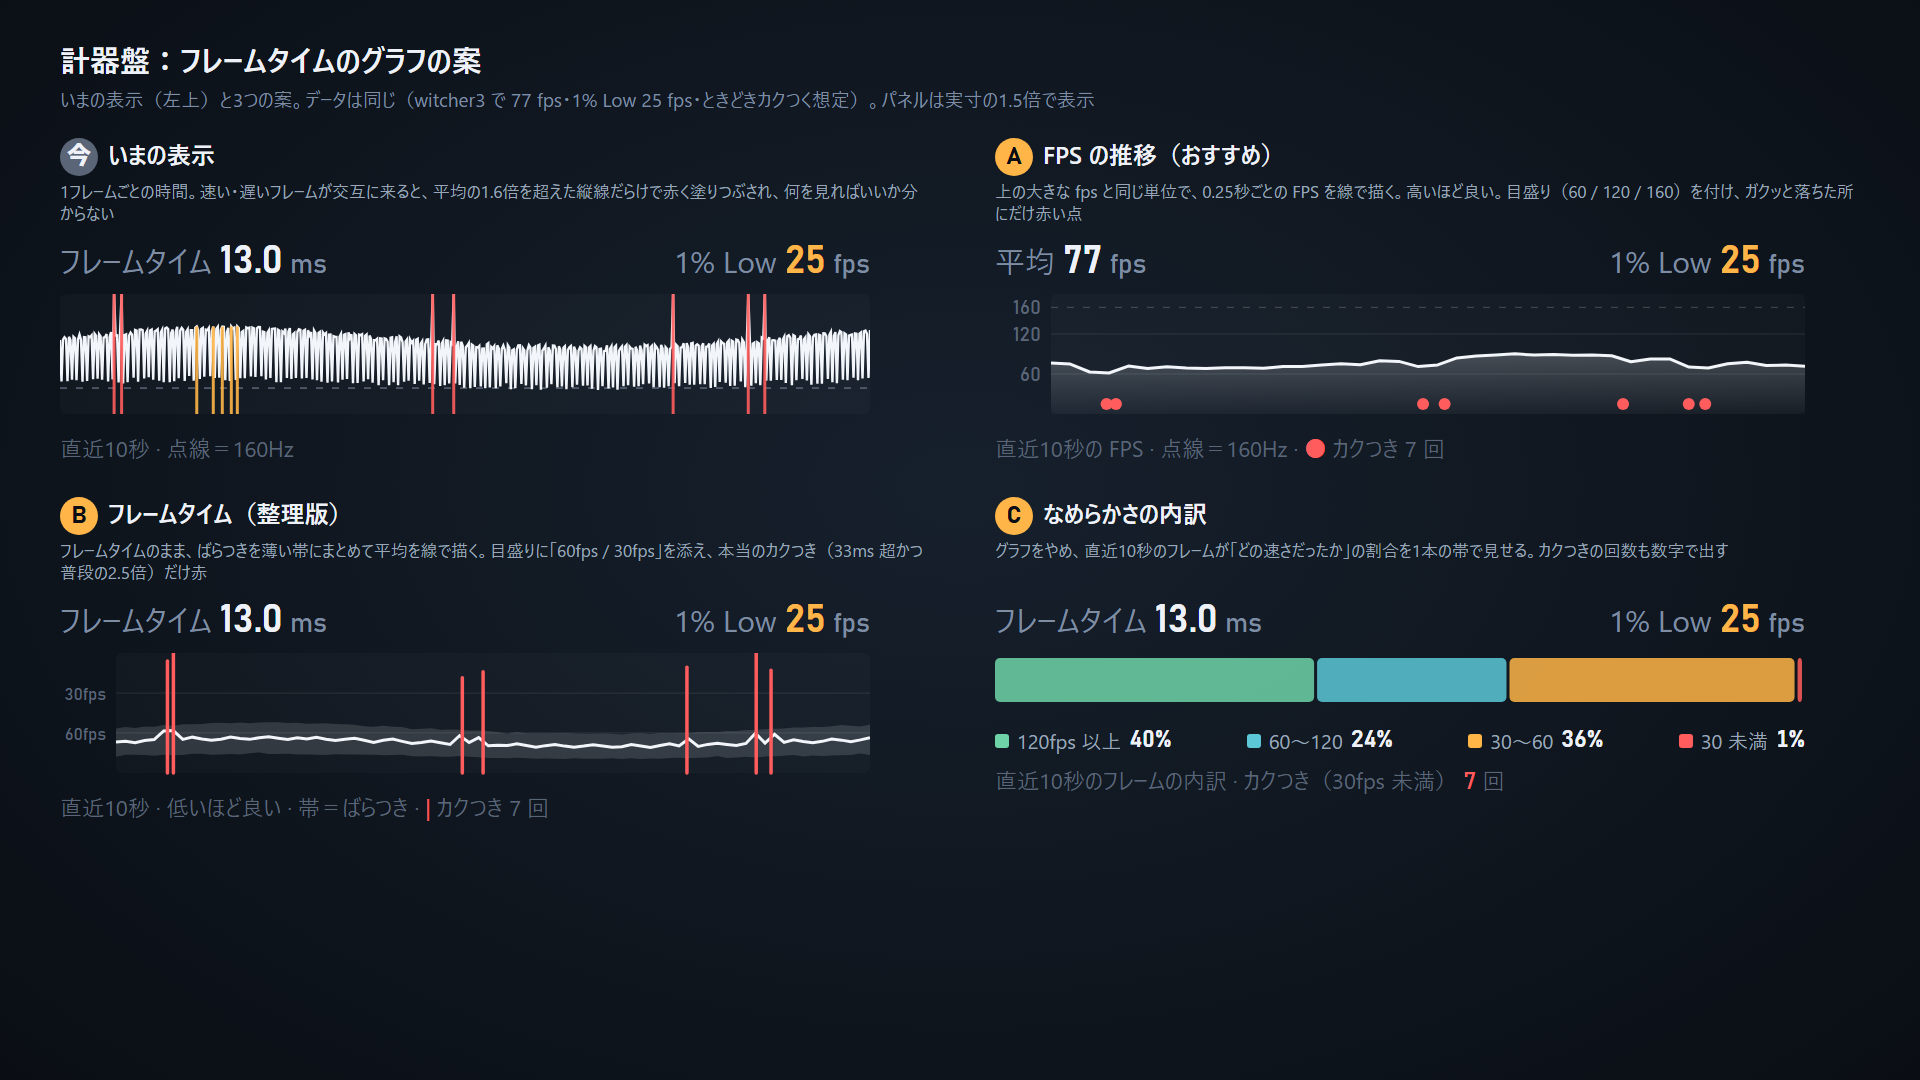 計器盤：フレームタイムのグラフの案
いまの表示（左上）と3つの案。データは同じ（witcher3 で 77 fps・1% Low 25 fps・ときどきカクつく想定）。パネルは実寸の1.5倍で表示
今 いまの表示
1フレームごとの時間。速い・遅いフレームが交互に来ると、平均の1.6倍を超えた縦線だらけで赤く塗りつぶされ、何を見ればいいか分
からない
フレームタイム 13.0 ms 1% Low 25 fps
直近10秒 · 点線＝160Hz
A FPS の推移（おすすめ）
上の大きな fps と同じ単位で、0.25秒ごとの FPS を線で描く。高いほど良い。目盛り（60 / 120 / 160）を付け、ガクッと落ちた所
にだけ赤い点
平均 77 fps 1% Low 25 fps
160
120
60
直近10秒の FPS · 点線＝160Hz · カクつき 7 回
B フレームタイム（整理版）
フレームタイムのまま、ばらつきを薄い帯にまとめて平均を線で描く。目盛りに「60fps / 30fps」を添え、本当のカクつき（33ms 超かつ
普段の2.5倍）だけ赤
フレームタイム 13.0 ms 1% Low 25 fps
30fps
60fps
直近10秒 · 低いほど良い · 帯＝ばらつき · カクつき 7 回
C なめらかさの内訳
グラフをやめ、直近10秒のフレームが「どの速さだったか」の割合を1本の帯で見せる。カクつきの回数も数字で出す
フレームタイム 13.0 ms 1% Low 25 fps
120fps 以上 40% 60～120 24% 30～60 36% 30 未満 1%
直近10秒のフレームの内訳 · カクつき（30fps 未満） 7 回